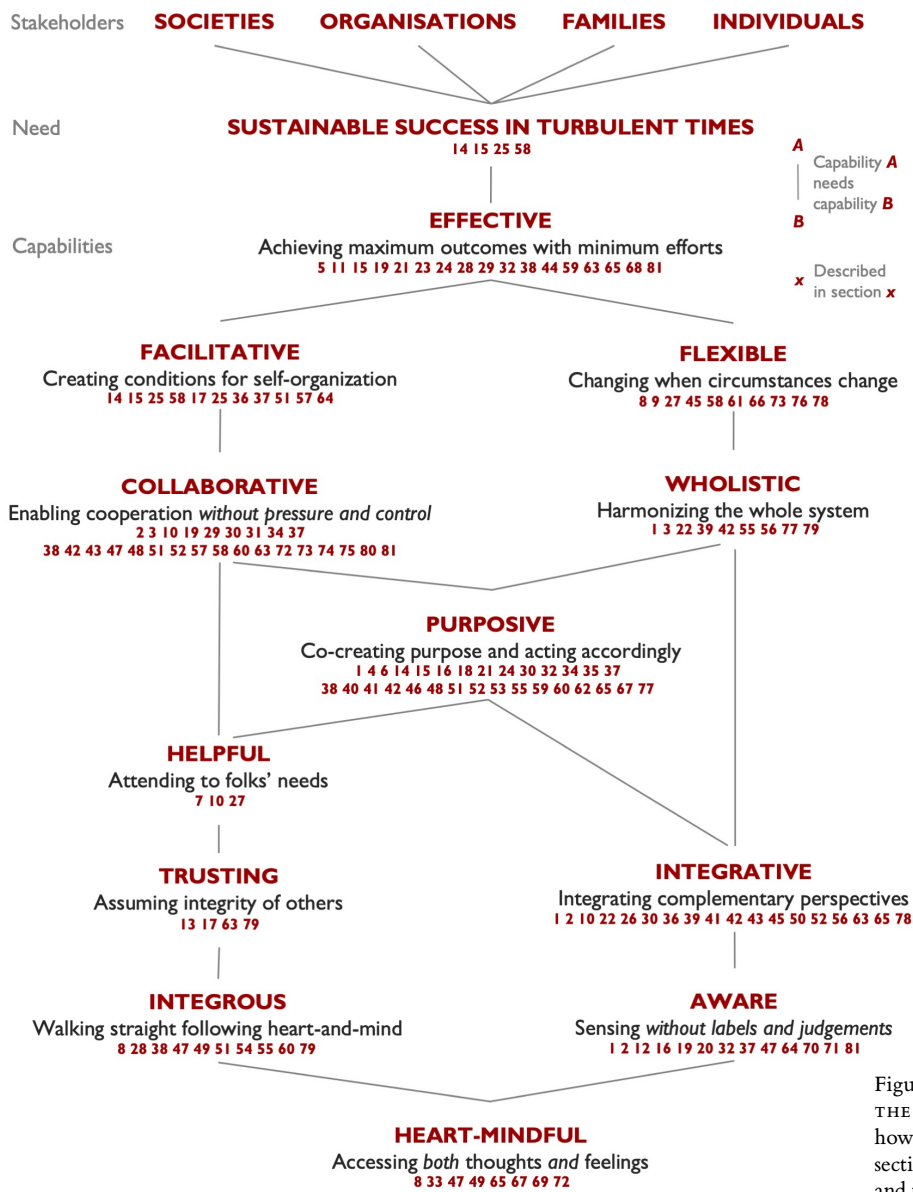 Stakeholders SOCIETIES ORGANISATIONS FAMILIES INDIVIDUALS
Need
SUSTAINABLE SUCCESS IN TURBULENT TIMES
14 15 25 58
A
Capability A
needs
capability B
B
x
Described
in section x
Capabilities
EFFECTIVE
Achieving maximum outcomes with minimum efforts
5 11 15 19 21 23 24 28 29 32 38 44 59 63 65 68 81
FACILITATIVE
Creating conditions for self-organization
14 15 25 58 17 25 36 37 51 57 64
FLEXIBLE
Changing when circumstances change
8 9 27 45 58 61 66 73 76 78
COLLABORATIVE
Enabling cooperation without pressure and control
2 3 10 19 29 30 31 34 37
38 42 43 47 48 51 52 57 58 60 63 72 73 74 75 80 81
WHOLISTIC
Harmonizing the whole system
1 3 22 39 42 55 56 77 79
PURPOSIVE
Co-creating purpose and acting accordingly
1 4 6 14 15 16 18 21 24 30 32 34 35 37
38 40 41 42 46 48 51 52 53 55 59 60 62 65 67 77
HELPFUL
Attending to folks' needs
7 10 27
TRUSTING
Assuming integrity of others
13 17 63 79
INTEGRATIVE
Integrating complementary perspectives
1 2 10 22 26 30 36 39 41 42 43 45 50 52 56 63 65 78
INTEGROUS
Walking straight following heart-and-mind
8 28 38 47 49 51 54 55 60 79
AWARE
Sensing without labels and judgements
1 2 12 16 19 20 32 37 47 64 70 71 81
HEART-MINDFUL
Accessing both thoughts and feelings
8 33 47 49 65 67 69 72
Figu
THE
how
secti